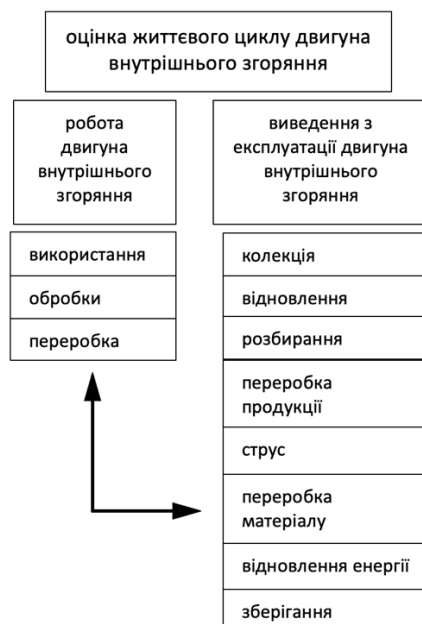 оцінка життєвого циклу двигуна
внутрішнього згоряння
робота
двигуна
внутрішнього
згоряння
виведення з
експлуатації двигуна
внутрішнього
згоряння
використання
обробки
переробка
колекція
відновлення
розбирання
переробка
продукції
струс
переробка
матеріалу
відновлення енергії
зберігання